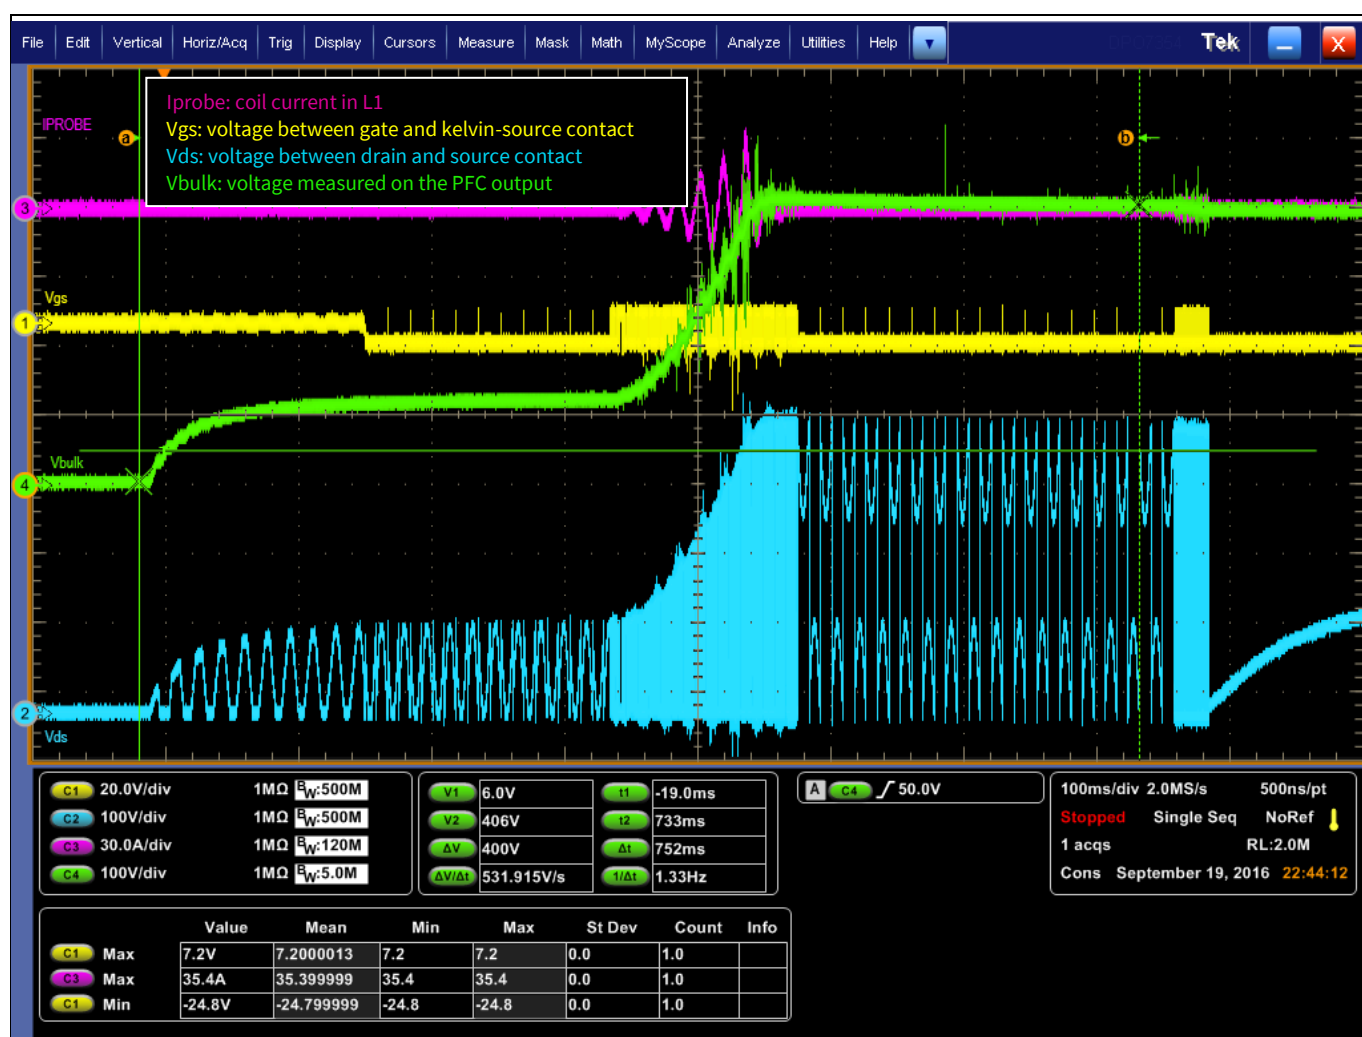 File Edit Vertical Horiz/Acq Trig Display Cursors Measure Mask Math MyScope Analyze Utilities Help Tek X
Iprobe: coil current in L1
Vgs: voltage between gate and kelvin-source contact
Vds: voltage between drain and source contact
Vbulk: voltage measured on the PFC output
IPROBE
a
b
3
Vgs
1
Vbulk
4
2
Vds
C1 20.0V/div 1MΩ BW:500M
C2 100V/div 1MΩ BW:500M
C3 30.0A/div 1MΩ BW:120M
C4 100V/div 1MΩ BW:5.0M
V1 6.0V t1 -19.0ms
V2 406V t2 733ms
ΔV 400V Δt 752ms
ΔV/Δt 531.915V/s 1/Δt 1.33Hz
A C4 50.0V
100ms/div 2.0MS/s 500ns/pt
Stopped Single Seq NoRef
1 acqs RL:2.0M
Cons September 19, 2016 22:44:12
Value Mean Min Max St Dev Count Info
C1 Max 7.2V 7.2000013 7.2 7.2 0.0 1.0
C3 Max 35.4A 35.399999 35.4 35.4 0.0 1.0
C1 Min -24.8V -24.799999 -24.8 -24.8 0.0 1.0